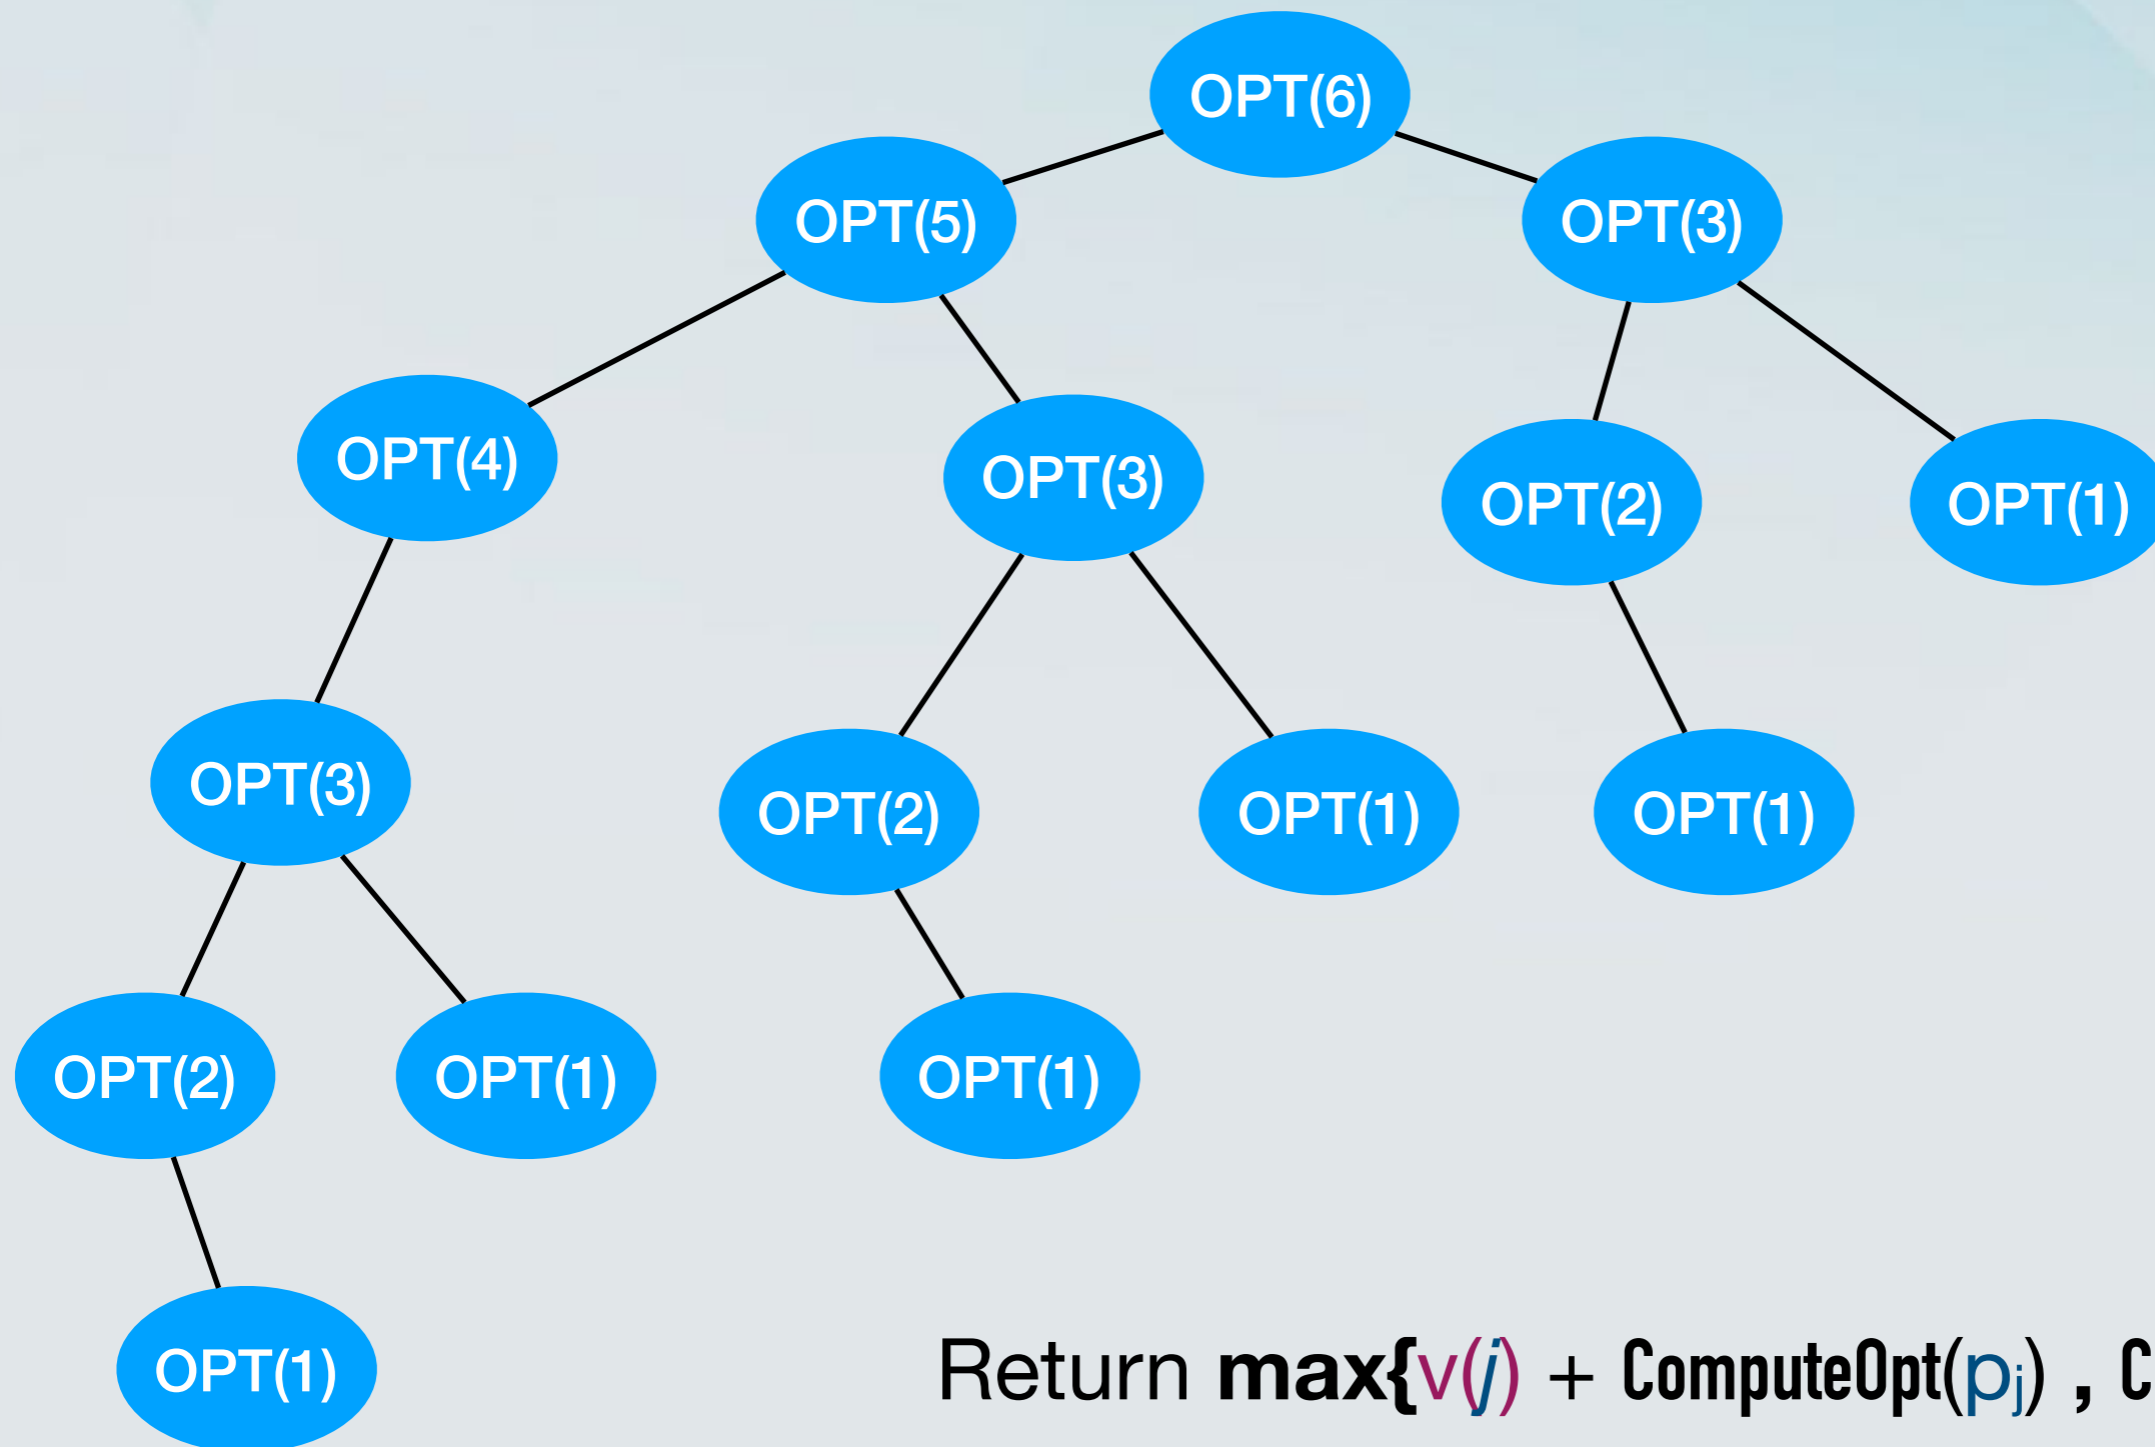 OPT(6)
OPT(5)
OPT(3)
OPT(4)
OPT(3)
OPT(2)
OPT(1)
OPT(3)
OPT(2)
OPT(1)
OPT(1)
OPT(2)
OPT(1)
OPT(1)
OPT(1)
Return max{v(j) + ComputeOpt(pj) , C